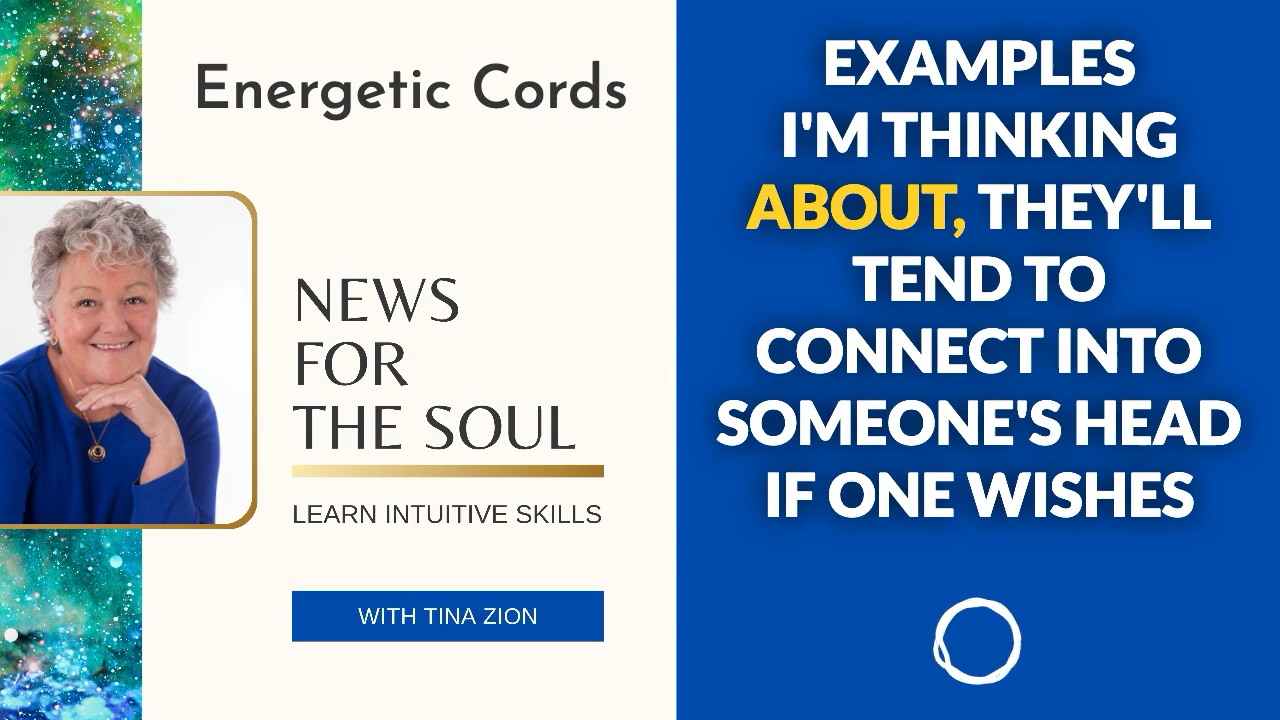 Energetic Cords
NEWS
FOR
THE SOUL
LEARN INTUITIVE SKILLS
WITH TINA ZION
EXAMPLES
I'M THINKING
ABOUT, THEY'LL
TEND TO
CONNECT INTO
SOMEONE'S HEAD
IF ONE WISHES